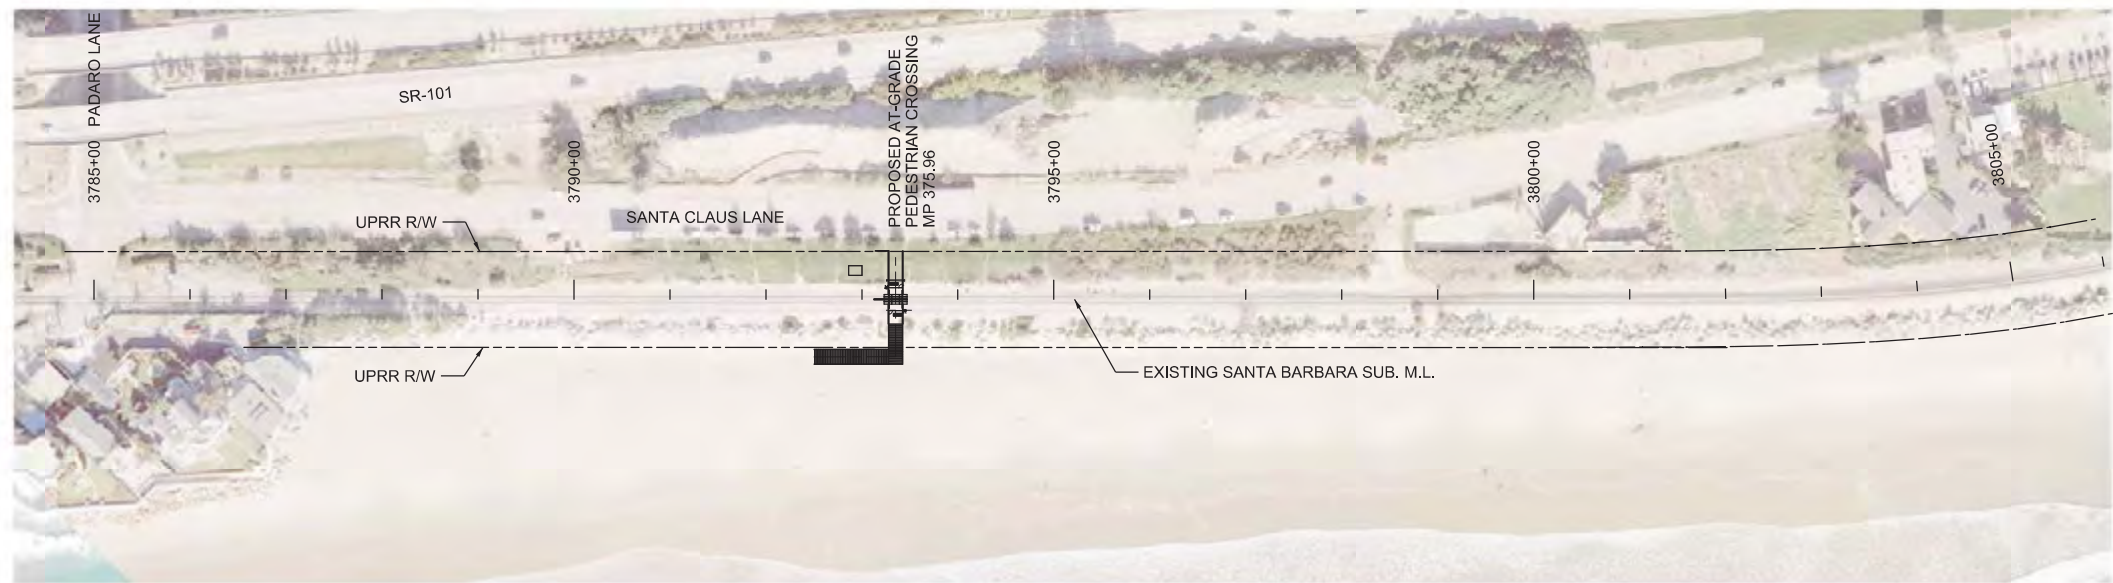 3785+00 PADARO LANE
SR-101
3790+00
PROPOSED AT-GRADE
PEDESTRIAN CROSSING
MP 375.96
3795+00
3800+00
3805+00
UPRR R/W
SANTA CLAUS LANE
UPRR R/W
EXISTING SANTA BARBARA SUB. M.L.